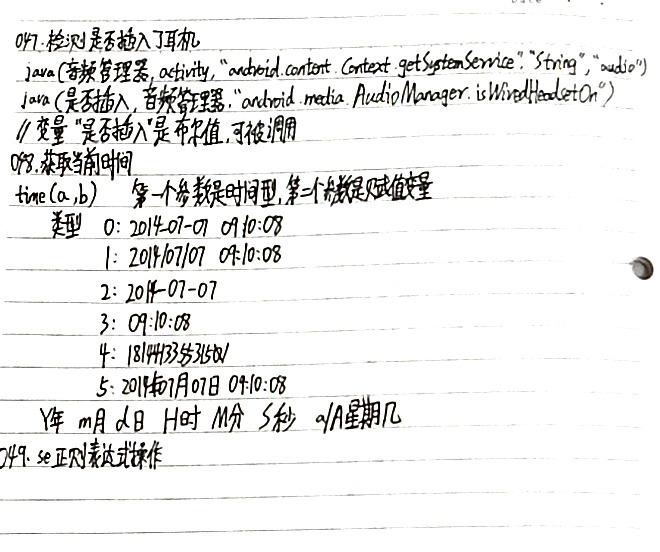 047.检测是否插入了耳机
java(音频管理器,activity,"android.content.Context.getSystemService","String","audio")
java(是否插入,音频管理器,"android.media.AudioManager.isWiredHeadsetOn")
//变量"是否插入"是布尔值,可被调用
048.获取当前时间
time(a,b) 第一个参数是时间型,第二个参数是赋值变量
类型 0: 2014-07-07 09:10:08
1: 2014/07/07 09:10:08
2: 2014-07-07
3: 09:10:08
4:
5: 2014年07月07日 09:10:08
Y年 m月 d日 H时 M分 S秒 a/A星期几
049. se正则表达式操作